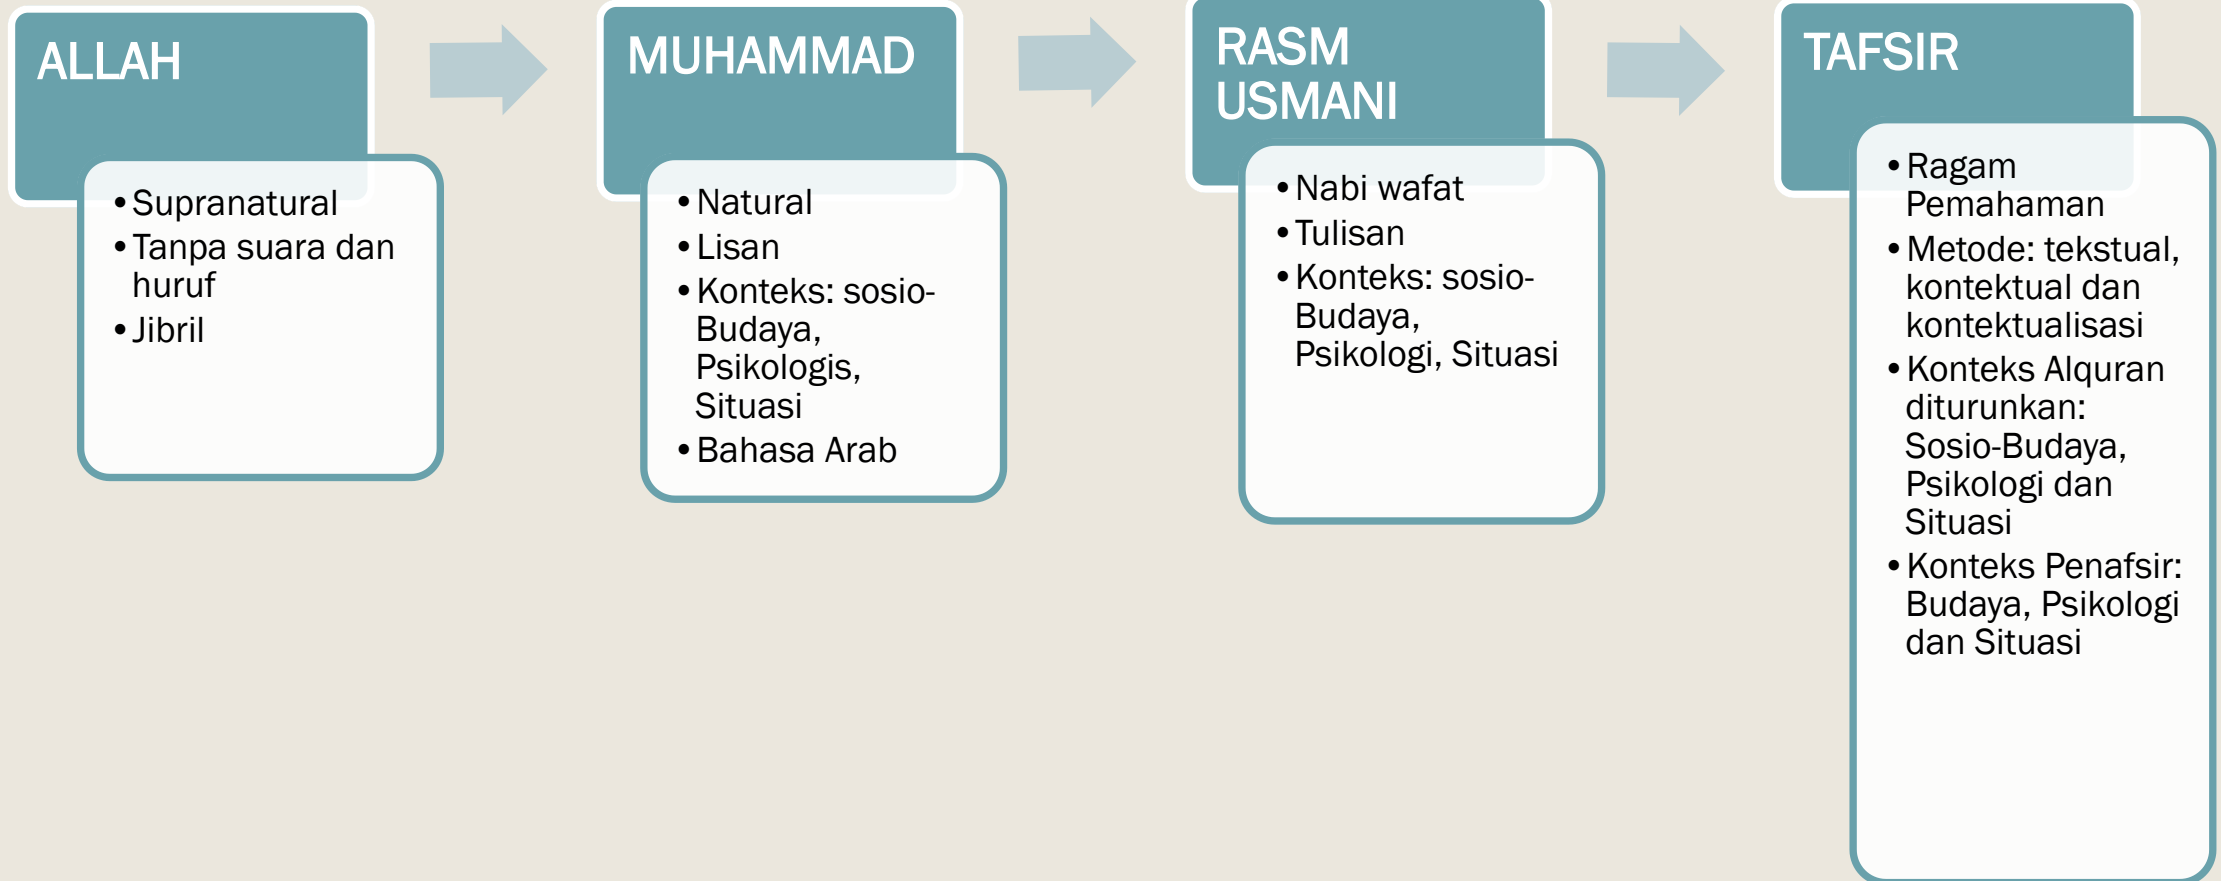 ALLAH
•Supranatural
•Tanpa suara dan
huruf
•Jibril
MUHAMMAD
•Natural
•Lisan
•Konteks: sosio-
Budaya,
Psikologis,
Situasi
•Bahasa Arab
RASM
USMANI
•Nabi wafat
•Tulisan
•Konteks: sosio-
Budaya,
Psikologi, Situasi
TAFSIR
•Ragam
Pemahaman
•Metode: tekstual,
kontektual dan
kontektualisasi
•Konteks Alquran
diturunkan:
Sosio-Budaya,
Psikologi dan
Situasi
•Konteks Penafsir:
Budaya, Psikologi
dan Situasi